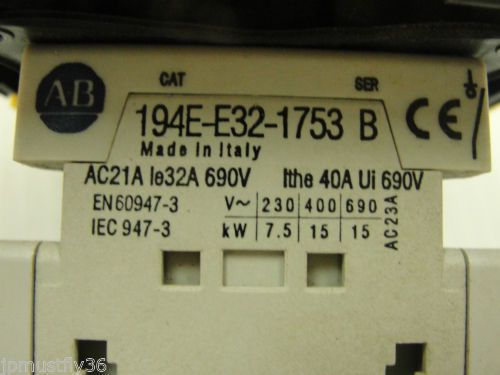 AB
CAT SER
194E-E32-1753 B
CE
Made in Italy
AC21A Ie32A 690V Ithe 40A Ui 690V
EN60947-3 V~ 230 400 690
IEC 947-3 kW 7.5 15 15
AC23A
© jpmustfly36